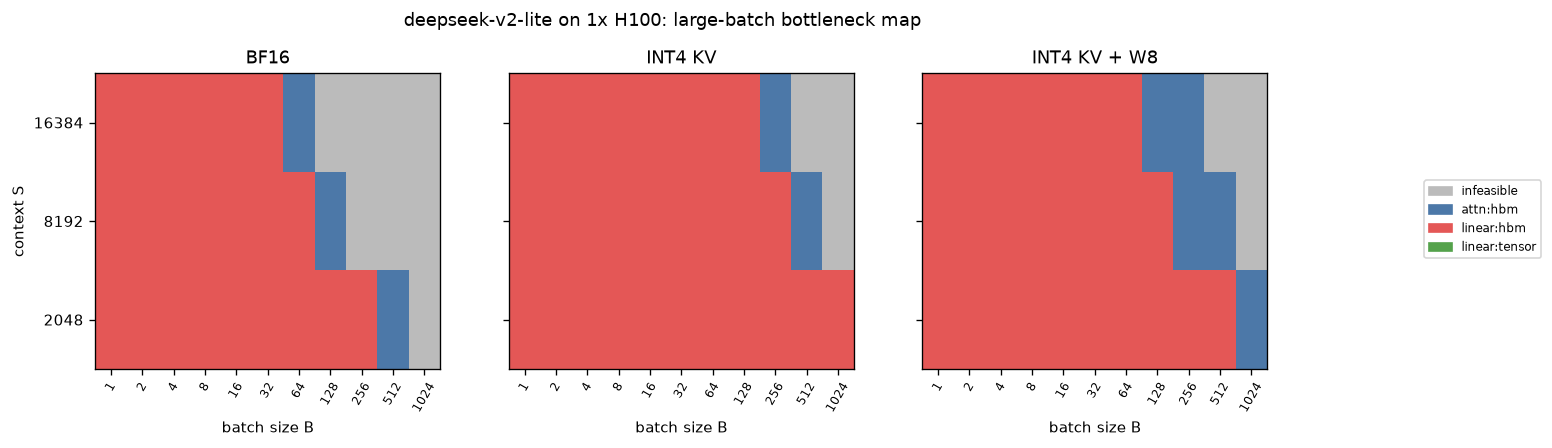 deepseek-v2-lite on 1x H100: large-batch bottleneck map
BF16
INT4 KV
INT4 KV + W8
context S
16384
8192
2048
1 2 4 8 16 32 64 128 256 512 1024
1 2 4 8 16 32 64 128 256 512 1024
1 2 4 8 16 32 64 128 256 512 1024
batch size B
batch size B
batch size B
infeasible
attn:hbm
linear:hbm
linear:tensor